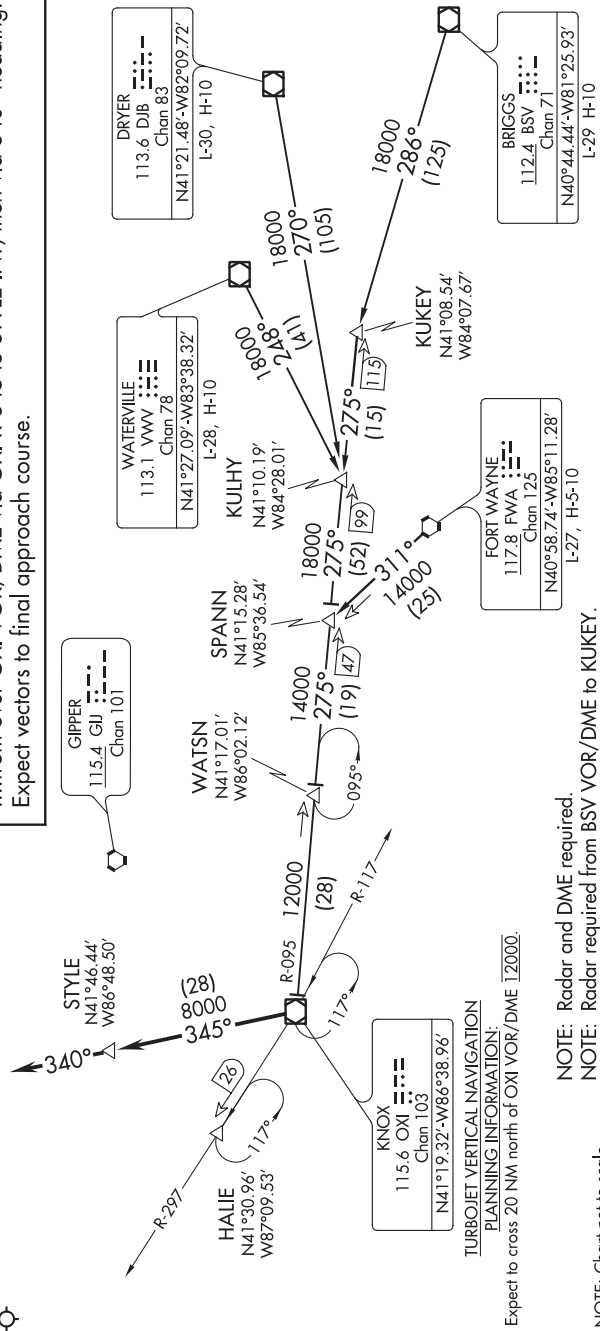 Expect vectors to final approach course.
DRYER
113.6 DJB
Chan 83
N41°21.48'-W82°09.72'
L-30, H-10
WATERVILLE
113.1 VWV
Chan 78
N41°27.09'-W83°38.32'
L-28, H-10
GIPPER
115.4 GIJ
Chan 101
BRIGGS
112.4 BSV
Chan 71
N40°44.44'-W81°25.93'
L-29 H-10
18000
270°
(105)
18000
248°
(41)
18000
286°
(125)
KUKEY
N41°08.54'
W84°07.67'
115
275°
(15)
KULHY
N41°10.19'
W84°28.01'
99
18000
275°
(52)
FORT WAYNE
117.8 FWA
Chan 125
N40°58.74'-W85°11.28'
L-27, H-5-10
311°
14000
(25)
SPANN
N41°15.28'
W85°36.54'
47
14000
275°
(19)
WATSN
N41°17.01'
W86°02.12'
095°
12000
(28)
R-095
R-117
117°
STYLE
N41°46.44'
W86°48.50'
(28)
8000
345°
340°
KNOX
115.6 OXI
Chan 103
N41°19.32'-W86°38.96'
26
117°
HALIE
N41°30.96'
W87°09.53'
R-297
TURBOJET VERTICAL NAVIGATION
PLANNING INFORMATION:
Expect to cross 20 NM north of OXI VOR/DME 12000.
NOTE: Radar and DME required.
NOTE: Radar required from BSV VOR/DME to KUKEY.
NOTE: Chart not to scale